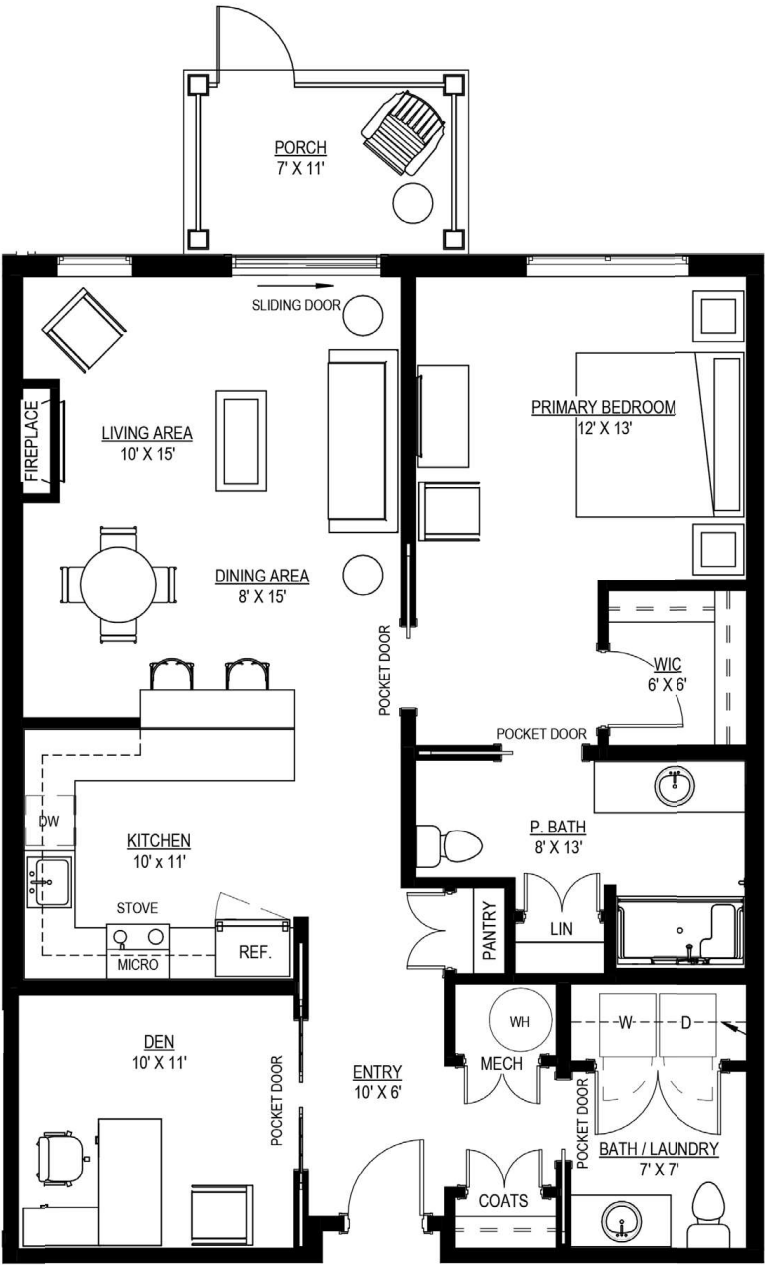 PORCH
7' X 11'
SLIDING DOOR
FIREPLACE
LIVING AREA
10' X 15'
PRIMARY BEDROOM
12' X 13'
DINING AREA
8' X 15'
POCKET DOOR
WIC
6' X 6'
POCKET DOOR
DW
KITCHEN
10' x 11'
P. BATH
8' X 13'
STOVE
MICRO
REF.
PANTRY
LIN
WH
W
D
DEN
10' X 11'
MECH
ENTRY
10' X 6'
POCKET DOOR
POCKET DOOR
BATH / LAUNDRY
7' X 7'
COATS